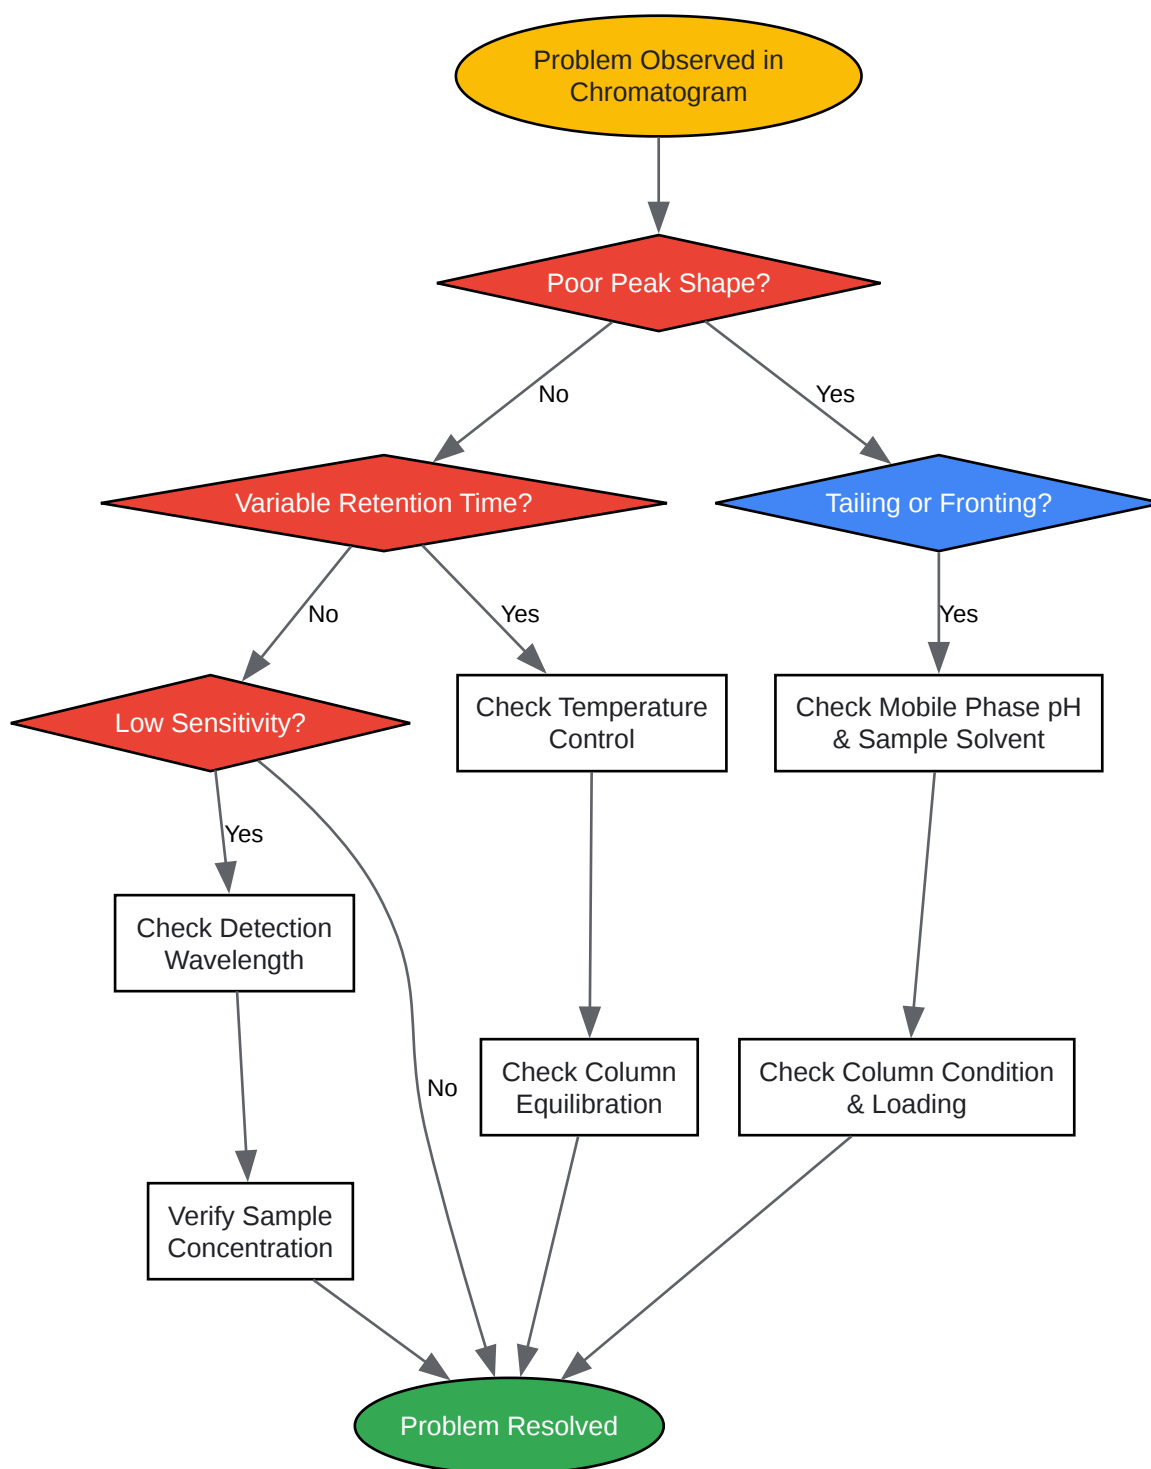 Problem Observed in
Chromatogram
Poor Peak Shape?
No
Yes
Variable Retention Time?
Tailing or Fronting?
No
Yes
Yes
Low Sensitivity?
Check Temperature
Control
Check Mobile Phase pH
& Sample Solvent
Yes
Check Detection
Wavelength
No
Check Column
Equilibration
Check Column Condition
& Loading
Verify Sample
Concentration
Problem Resolved